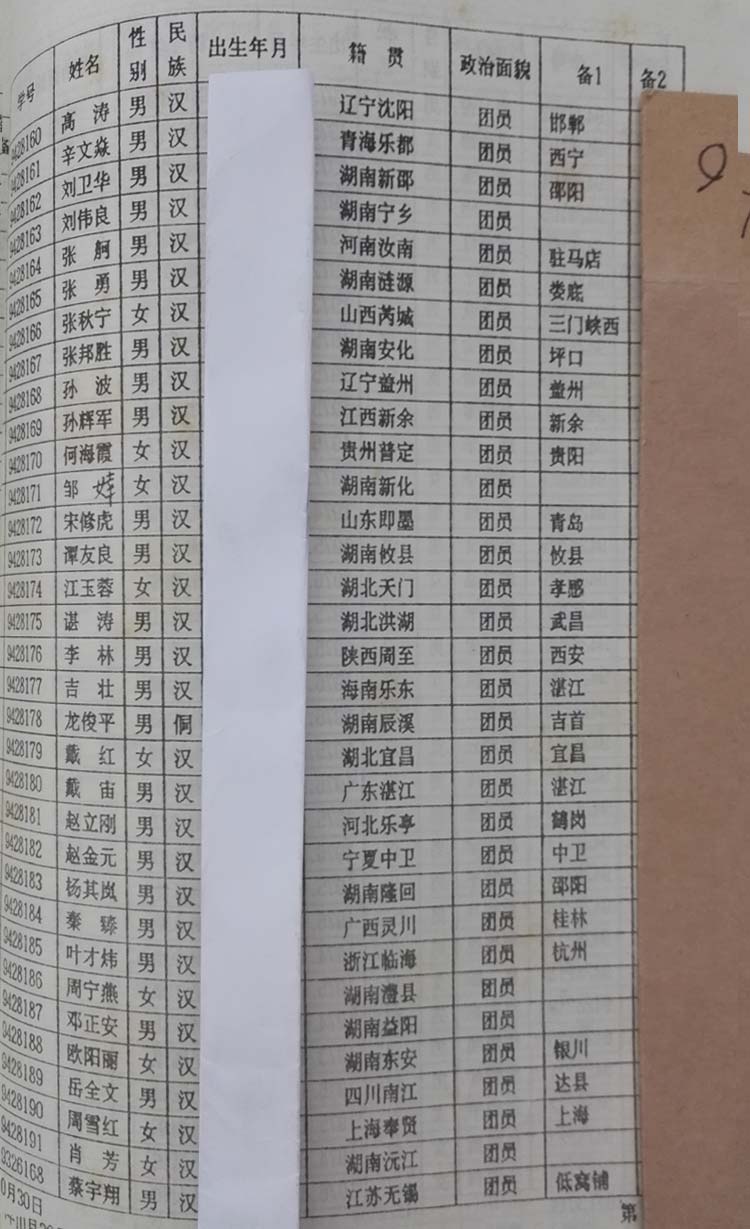 学号 姓名 性别 民族 出生年月 籍贯 政治面貌 备1 备2
9428160 高涛 男 汉 辽宁沈阳 团员 邯郸
9428161 辛文焱 男 汉 青海乐都 团员 西宁
9428162 刘卫华 男 汉 湖南新邵 团员 邵阳
9428163 刘伟良 男 汉 湖南宁乡 团员
9428164 张舸 男 汉 河南汝南 团员 驻马店
9428165 张勇 男 汉 湖南涟源 团员 娄底
9428166 张秋宁 女 汉 山西芮城 团员 三门峡西
9428167 张邦胜 男 汉 湖南安化 团员 坪口
9428168 孙波 男 汉 辽宁盖州 团员 盖州
9428169 孙辉军 男 汉 江西新余 团员 新余
9428170 何海霞 女 汉 贵州普定 团员 贵阳
9428171 邹 女 汉 湖南新化 团员
9428172 宋修虎 男 汉 山东即墨 团员 青岛
9428173 谭友良 男 汉 湖南攸县 团员 攸县
9428174 江玉蓉 女 汉 湖北天门 团员 孝感
9428175 谌涛 男 汉 湖北洪湖 团员 武昌
9428176 李林 男 汉 陕西周至 团员 西安
9428177 吉壮 男 汉 海南乐东 团员 湛江
9428178 龙俊平 男 侗 湖南辰溪 团员 吉首
9428179 戴红 女 汉 湖北宜昌 团员 宜昌
9428180 戴宙 男 汉 广东湛江 团员 湛江
9428181 赵立刚 男 汉 河北乐亭 团员 鹤岗
9428182 赵金元 男 汉 宁夏中卫 团员 中卫
9428183 杨其岚 男 汉 湖南隆回 团员 邵阳
9428184 秦臻 男 汉 广西灵川 团员 桂林
9428185 叶才炜 男 汉 浙江临海 团员 杭州
9428186 周宁燕 女 汉 湖南澧县 团员
9428187 邓正安 男 汉 湖南益阳 团员
9428188 欧阳丽 女 汉 湖南东安 团员 银川
9428189 岳全文 男 汉 四川南江 团员 达县
9428190 周雪红 女 汉 上海奉贤 团员 上海
9428191 肖芳 女 汉 湖南沅江 团员
9326168 蔡宇翔 男 汉 江苏无锡 团员 低窝铺
0月30日
第